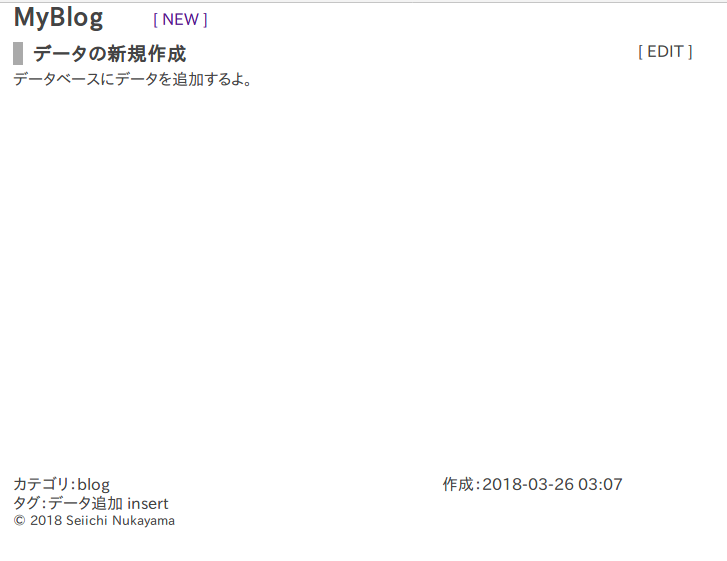 MyBlog [ NEW ]
データの新規作成 [ EDIT ]
データベースにデータを追加するよ。
カテゴリ：blog 作成：2018-03-26 03:07
タグ：データ追加 insert
© 2018 Seiichi Nukayama